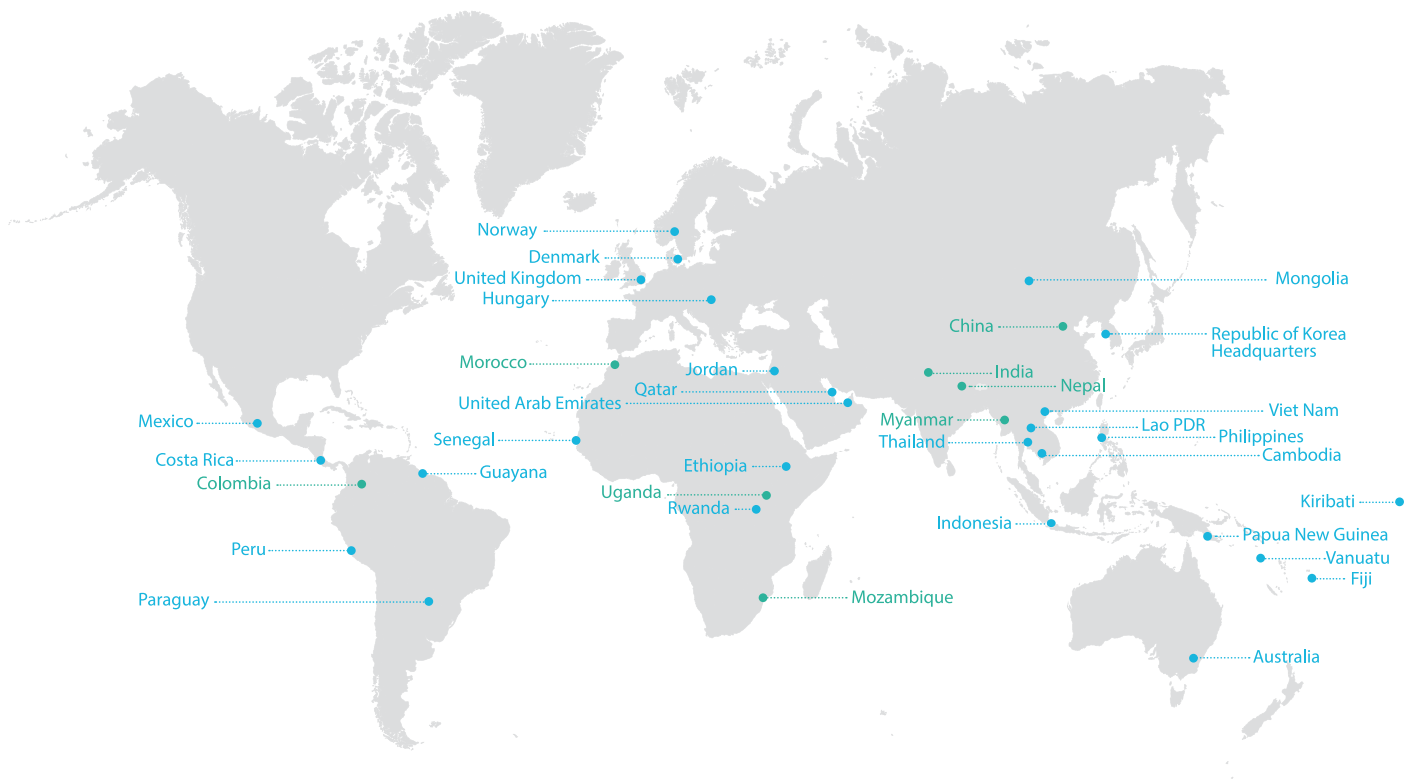 Norway
Denmark
United Kingdom
Hungary
Mongolia
China
Republic of Korea
Headquarters
Morocco
Jordan
India
Qatar
Nepal
United Arab Emirates
Mexico
Viet Nam
Myanmar
Lao PDR
Senegal
Thailand
Philippines
Costa Rica
Cambodia
Guayana
Ethiopia
Colombia
Uganda
Kiribati
Rwanda
Indonesia
Papua New Guinea
Peru
Vanuatu
Fiji
Paraguay
Mozambique
Australia